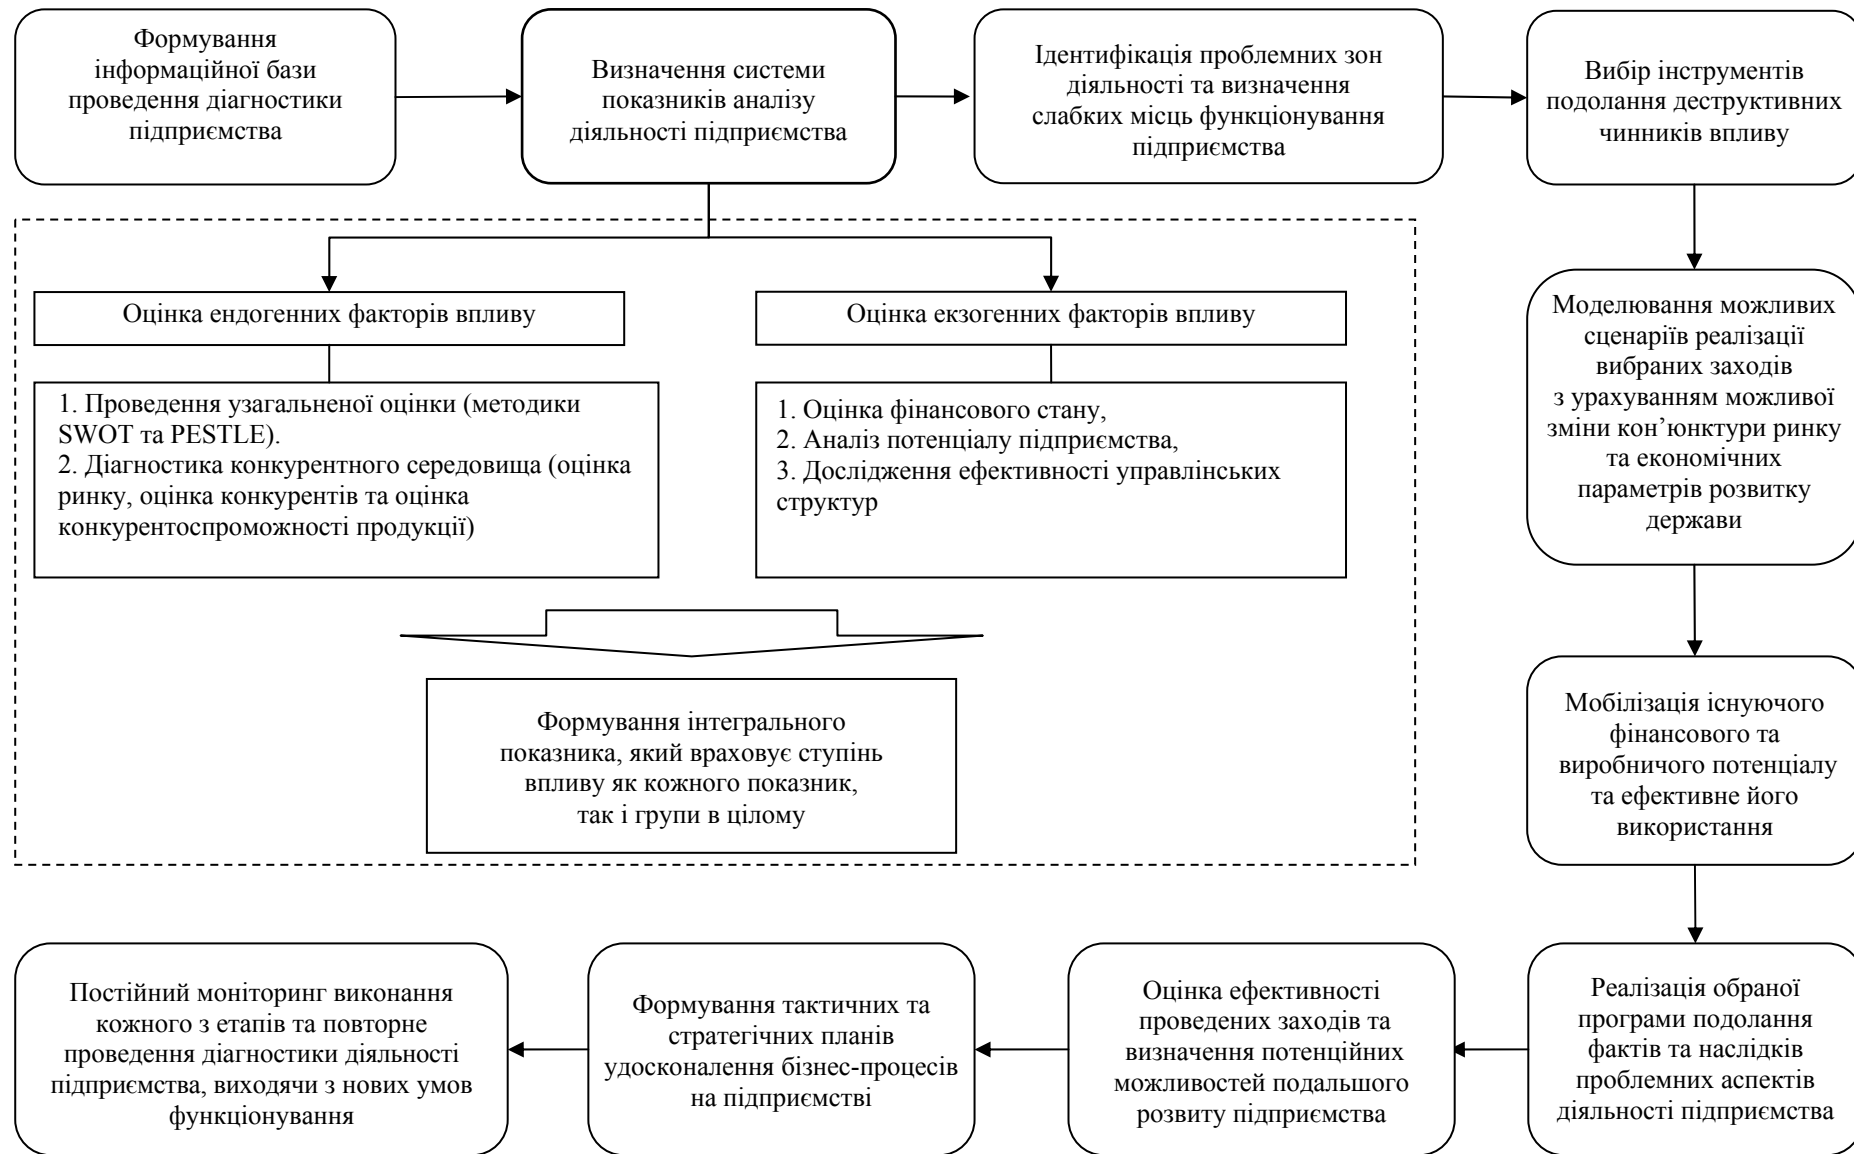 Формування
інформаційної бази
проведення діагностики
підприємства
Визначення системи
показників аналізу
діяльності підприємства
Ідентифікація проблемних зон
діяльності та визначення
слабких місць функціонування
підприємства
Вибір інструментів
подолання деструктивних
чинників впливу
Оцінка ендогенних факторів впливу
Оцінка екзогенних факторів впливу
1. Проведення узагальненої оцінки (методики
SWOT та PESTLE).
2. Діагностика конкурентного середовища (оцінка
ринку, оцінка конкурентів та оцінка
конкурентоспроможності продукції)
1. Оцінка фінансового стану,
2. Аналіз потенціалу підприємства,
3. Дослідження ефективності управлінських
структур
Моделювання можливих
сценаріїв реалізації
вибраних заходів
з урахуванням можливої
зміни кон’юнктури ринку
та економічних
параметрів розвитку
держави
Формування інтегрального
показника, який враховує ступінь
впливу як кожного показник,
так і групи в цілому
Мобілізація існуючого
фінансового та
виробничого потенціалу
та ефективне його
використання
Реалізація обраної
програми подолання
фактів та наслідків
проблемних аспектів
діяльності підприємства
Оцінка ефективності
проведених заходів та
визначення потенційних
можливостей подальшого
розвиту підприємства
Формування тактичних та
стратегічних планів
удосконалення бізнес-процесів
на підприємстві
Постійний моніторинг виконання
кожного з етапів та повторне
проведення діагностики діяльності
підприємства, виходячи з нових умов
функціонування